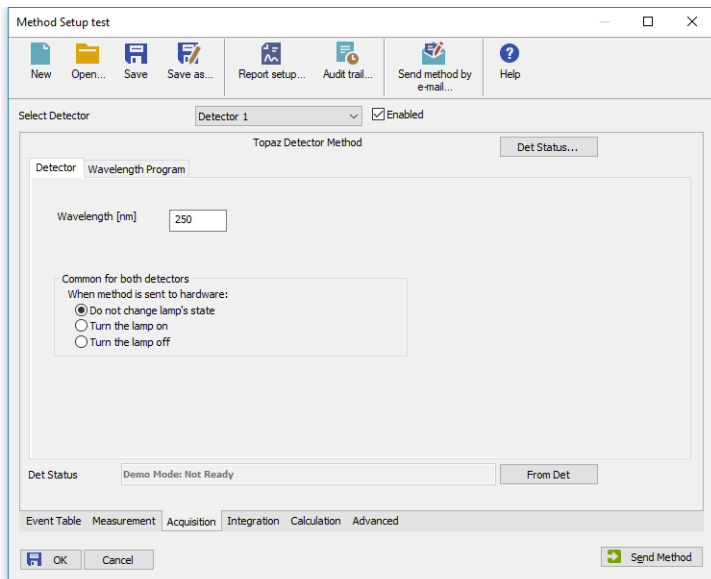 Method Setup test
New Open... Save Save as... Report setup... Audit trail... Send method by e-mail... Help
Select Detector Detector 1 Enabled
Topaz Detector Method Det Status...
Detector Wavelength Program
Wavelength [nm] 250
Common for both detectors
When method is sent to hardware:
Do not change lamp's state
Turn the lamp on
Turn the lamp off
Det Status Demo Mode: Not Ready From Det
Event Table Measurement Acquisition Integration Calculation Advanced
OK Cancel Send Method